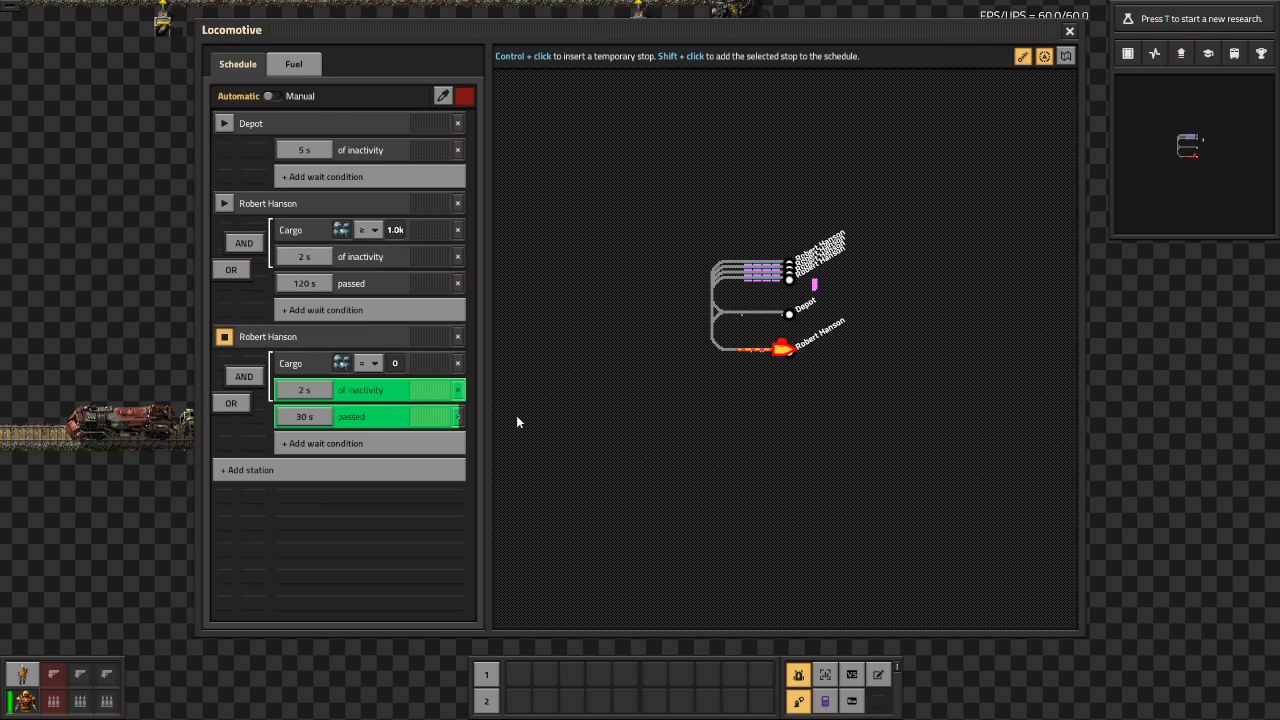 FPS/UPS = 60.0/60.0
Press T to start a new research.
Locomotive
Schedule
Fuel
Control + click to insert a temporary stop. Shift + click to add the selected stop to the schedule.
Automatic
Manual
Depot
5 s
of inactivity
+ Add wait condition
Robert Hanson
Cargo
≥
1.0k
AND
2 s
of inactivity
OR
120 s
passed
+ Add wait condition
Robert Hanson
Cargo
=
0
AND
2 s
of inactivity
OR
30 s
passed
+ Add wait condition
+ Add station
Robert Hanson
Robert Hanson
Depot
Robert Hanson
1
2